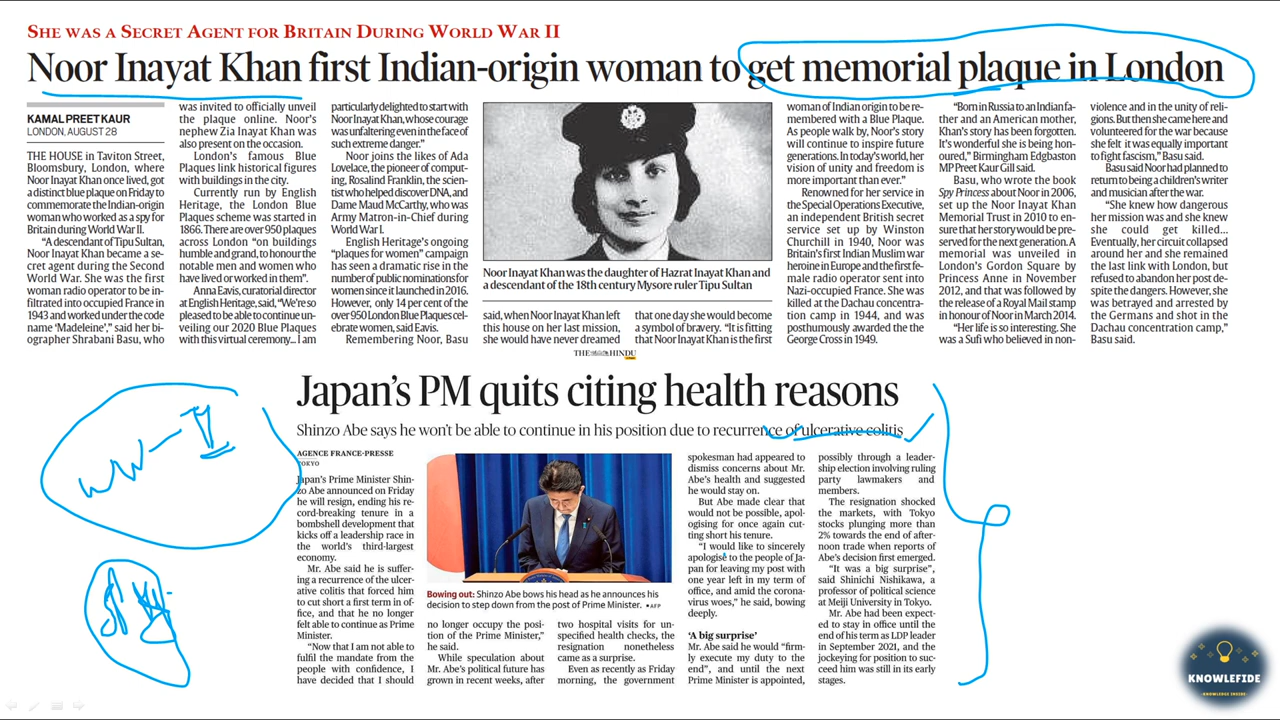 SHE WAS A SECRET AGENT FOR BRITAIN DURING WORLD WAR II
Noor Inayat Khan first Indian-origin woman to get memorial plaque in London
KAMALPREET KAUR
LONDON, AUGUST 28
THE HOUSE in Taviton Street,
Bloomsbury, London, where
Noor Inayat Khan once lived, got
a distinct blue plaque on Friday to
commemorate the Indian-origin
woman who worked as a spy for
Britain during World War II.
"A descendant of Tipu Sultan,
Noor Inayat Khan became a se-
cret agent during the Second
World War. She was the first
woman radio operator to be in-
filtrated into occupied France in
1943 and worked under the code
name 'Madeleine'," said her bi-
ographer Shrabani Basu, who
was invited to officially unveil
the plaque online. Noor's
nephew Zia Inayat Khan was
also present on the occasion.
London's famous Blue
Plaques link historical figures
with buildings in the city.
Currently run by English
Heritage, the London Blue
Plaques scheme was started in
1866. There are over 950 plaques
across London "on buildings
humble and grand, to honour the
notable men and women who
have lived or worked in them".
Anna Eavis, curatorial director
at English Heritage, said, "We're so
pleased to be able to continue un-
veiling our 2020 Blue Plaques
with this virtual ceremony... I am
particularly delighted to start with
Noor Inayat Khan, whose courage
was unfaltering even in the face of
such extreme danger."
Noor joins the likes of Ada
Lovelace, the pioneer of comput-
ing, Rosalind Franklin, the scien-
tist who helped discover DNA, and
Dame Maud McCarthy, who was
Army Matron-in-Chief during
World War I.
English Heritage's ongoing
"plaques for women" campaign
has seen a dramatic rise in the
number of public nominations for
women since it launched in 2016.
However, only 14 per cent of the
over 950 London Blue Plaques cel-
ebrate women, said Eavis.
Remembering Noor, Basu
Noor Inayat Khan was the daughter of Hazrat Inayat Khan and
a descendant of the 18th century Mysore ruler Tipu Sultan
said, when Noor Inayat Khan left
this house on her last mission,
she would have never dreamed
that one day she would become
a symbol of bravery. "It is fitting
that Noor Inayat Khan is the first
woman of Indian origin to be re-
membered with a Blue Plaque.
As people walk by, Noor's story
will continue to inspire future
generations. In today's world, her
vision of unity and freedom is
more important than ever."
Renowned for her service in
the Special Operations Executive,
an independent British secret
service set up by Winston
Churchill in 1940, Noor was
Britain's first Indian Muslim war
heroine in Europe and the first fe-
male radio operator sent into
Nazi-occupied France. She was
killed at the Dachau concentra-
tion camp in 1944, and was
posthumously awarded the the
George Cross in 1949.
"Born in Russia to an Indian fa-
ther and an American mother,
Khan's story has been forgotten.
It's wonderful she is being hon-
oured," Birmingham Edgbaston
MP Preet Kaur Gill said.
Basu, who wrote the book
Spy Princess about Noor in 2006,
set up the Noor Inayat Khan
Memorial Trust in 2010 to en-
sure that her story would be pre-
served for the next generation. A
memorial was unveiled in
London's Gordon Square by
Princess Anne in November
2012, and that was followed by
the release of a Royal Mail stamp
in honour of Noor in March 2014.
"Her life is so interesting. She
was a Sufi who believed in non-
violence and in the unity of reli-
gions. But then she came here and
volunteered for the war because
she felt it was equally important
to fight fascism," Basu said.
Basu said Noor had planned to
return to being a children's writer
and musician after the war.
"She knew how dangerous
her mission was and she knew
she could get killed...
Eventually, her circuit collapsed
around her and she remained
the last link with London, but
refused to abandon her post de-
spite the dangers. However, she
was betrayed and arrested by
the Germans and shot in the
Dachau concentration camp,"
Basu said.
THE HINDU
Japan's PM quits citing health reasons
Shinzo Abe says he won't be able to continue in his position due to recurrence of ulcerative colitis
AGENCE FRANCE-PRESSE
TOKYO
Japan's Prime Minister Shin-
zo Abe announced on Friday
he will resign, ending his re-
cord-breaking tenure in a
bombshell development that
kicks off a leadership race in
the world's third-largest
economy.
Mr. Abe said he is suffer-
ing a recurrence of the ulcer-
ative colitis that forced him
to cut short a first term in of-
fice, and that he no longer
felt able to continue as Prime
Minister.
"Now that I am not able to
fulfil the mandate from the
people with confidence, I
have decided that I should
Bowing out: Shinzo Abe bows his head as he announces his
decision to step down from the post of Prime Minister. ▪AFP
no longer occupy the posi-
tion of the Prime Minister,"
he said.
While speculation about
Mr. Abe's political future has
grown in recent weeks, after
two hospital visits for un-
specified health checks, the
resignation nonetheless
came as a surprise.
Even as recently as Friday
morning, the government
spokesman had appeared to
dismiss concerns about Mr.
Abe's health and suggested
he would stay on.
But Abe made clear that
would not be possible, apol-
ogising for once again cut-
ting short his tenure.
"I would like to sincerely
apologise to the people of Ja-
pan for leaving my post with
one year left in my term of
office, and amid the corona-
virus woes," he said, bowing
deeply.
'A big surprise'
Mr. Abe said he would "firm-
ly execute my duty to the
end", and until the next
Prime Minister is appointed,
possibly through a leader-
ship election involving ruling
party lawmakers and
members.
The resignation shocked
the markets, with Tokyo
stocks plunging more than
2% towards the end of after-
noon trade when reports of
Abe's decision first emerged.
"It was a big surprise",
said Shinichi Nishikawa, a
professor of political science
at Meiji University in Tokyo.
Mr. Abe had been expect-
ed to stay in office until the
end of his term as LDP leader
in September 2021, and the
jockeying for position to suc-
ceed him was still in its early
stages.
WW-II
KNOWLEFIDE
KNOWLEDGE INSIDE